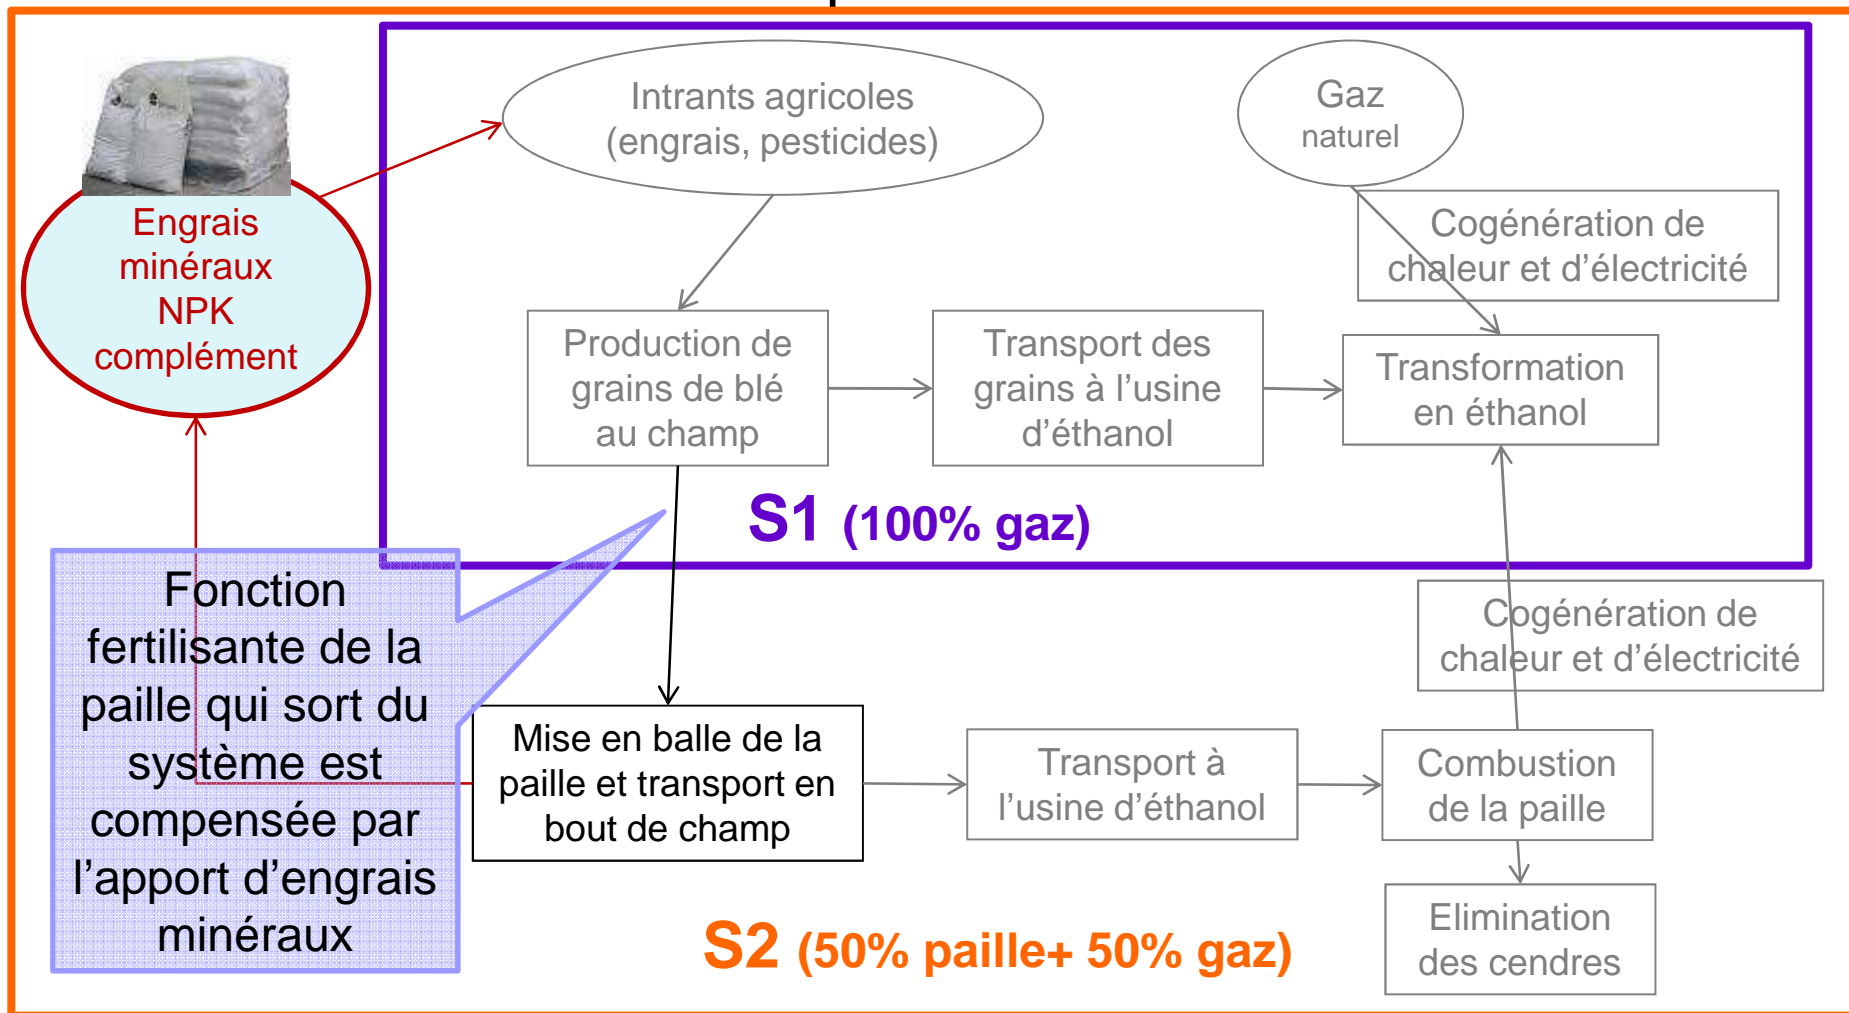 Intrants agricoles
(engrais, pesticides)
Gaz
naturel
Engrais
minéraux
NPK
complément
Cogénération de
chaleur et d’électricité
Production de
grains de blé
au champ
Transport des
grains à l’usine
d’éthanol
Transformation
en éthanol
S1 (100% gaz)
Fonction
fertilisante de la
paille qui sort du
système est
compensée par
l’apport d’engrais
minéraux
Cogénération de
chaleur et d’électricité
Mise en balle de la
paille et transport en
bout de champ
Transport à
l’usine d’éthanol
Combustion
de la paille
Elimination
des cendres
S2 (50% paille+ 50% gaz)